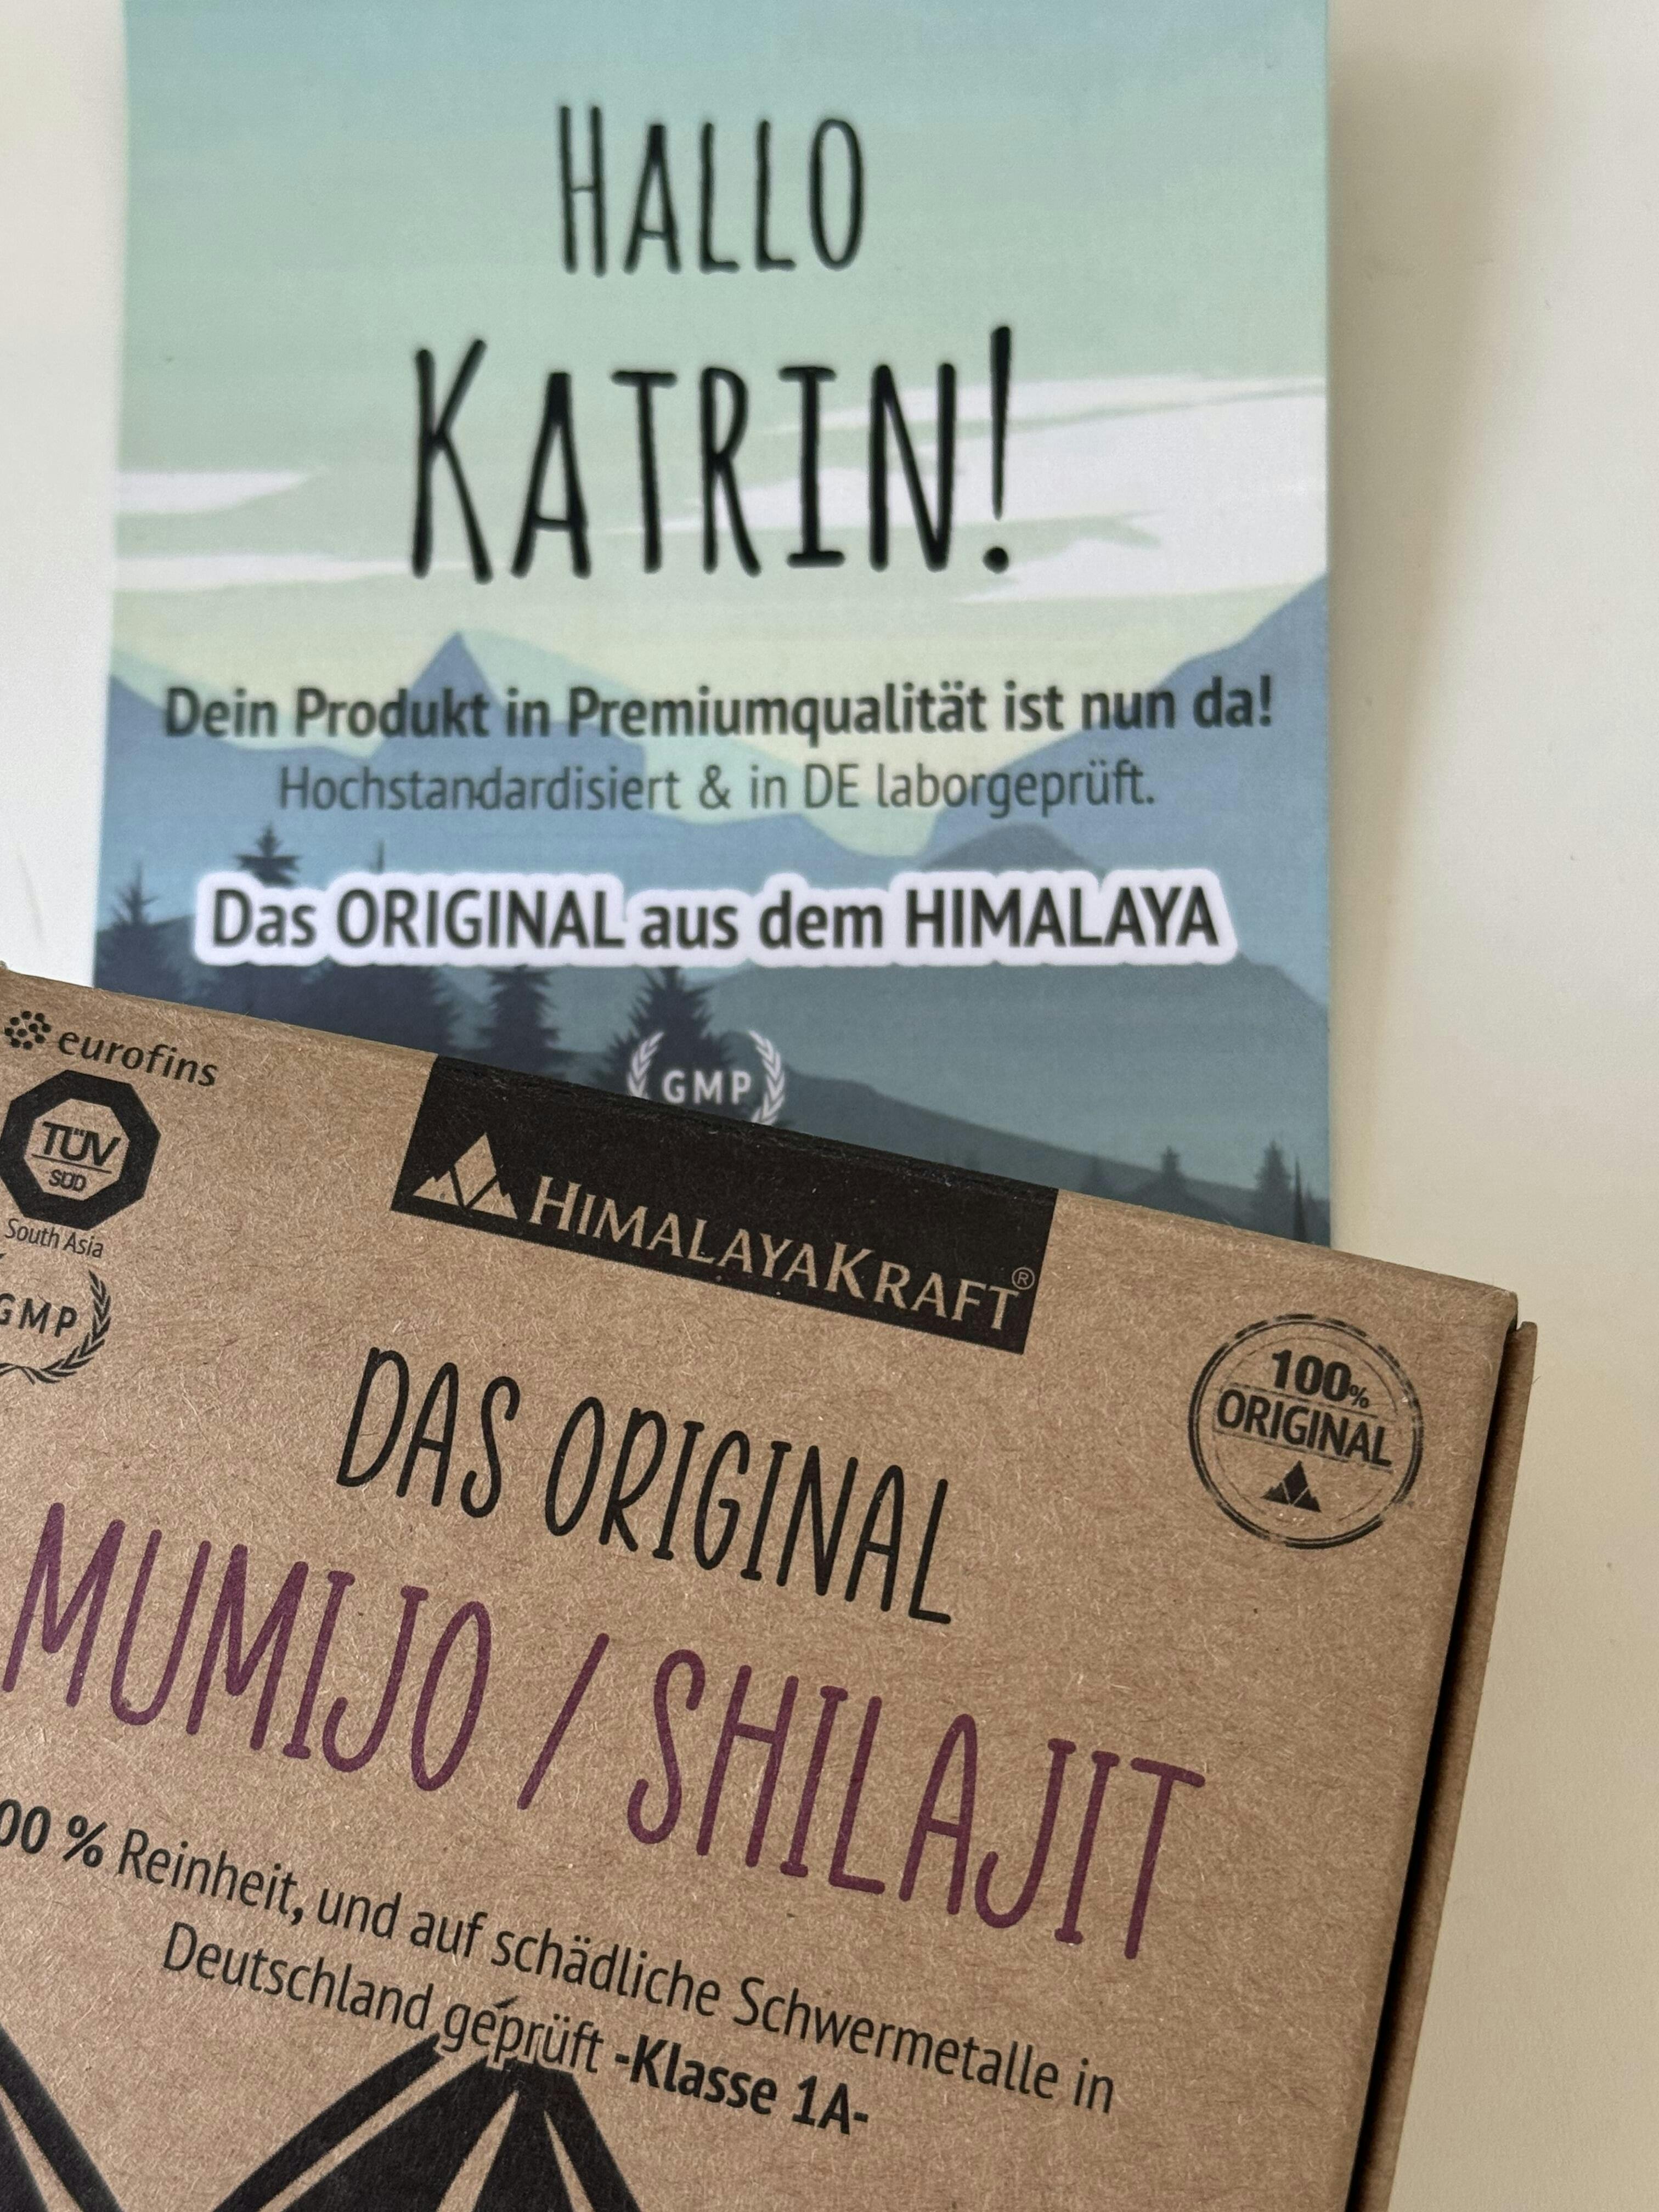 HALLO
KATRIN!
Dein Produkt in Premiumqualität ist nun da!
Hochstandardisiert & in DE laborgeprüft.
Das ORIGINAL aus dem HIMALAYA
GMP
eurofins
TÜV
SÜD
South Asia
GMP
HIMALAYAKRAFT®
100%
ORIGINAL
DAS ORIGINAL
MUMIJO / SHILAJIT
00 % Reinheit, und auf schädliche Schwermetalle in
Deutschland geprüft -Klasse 1A-